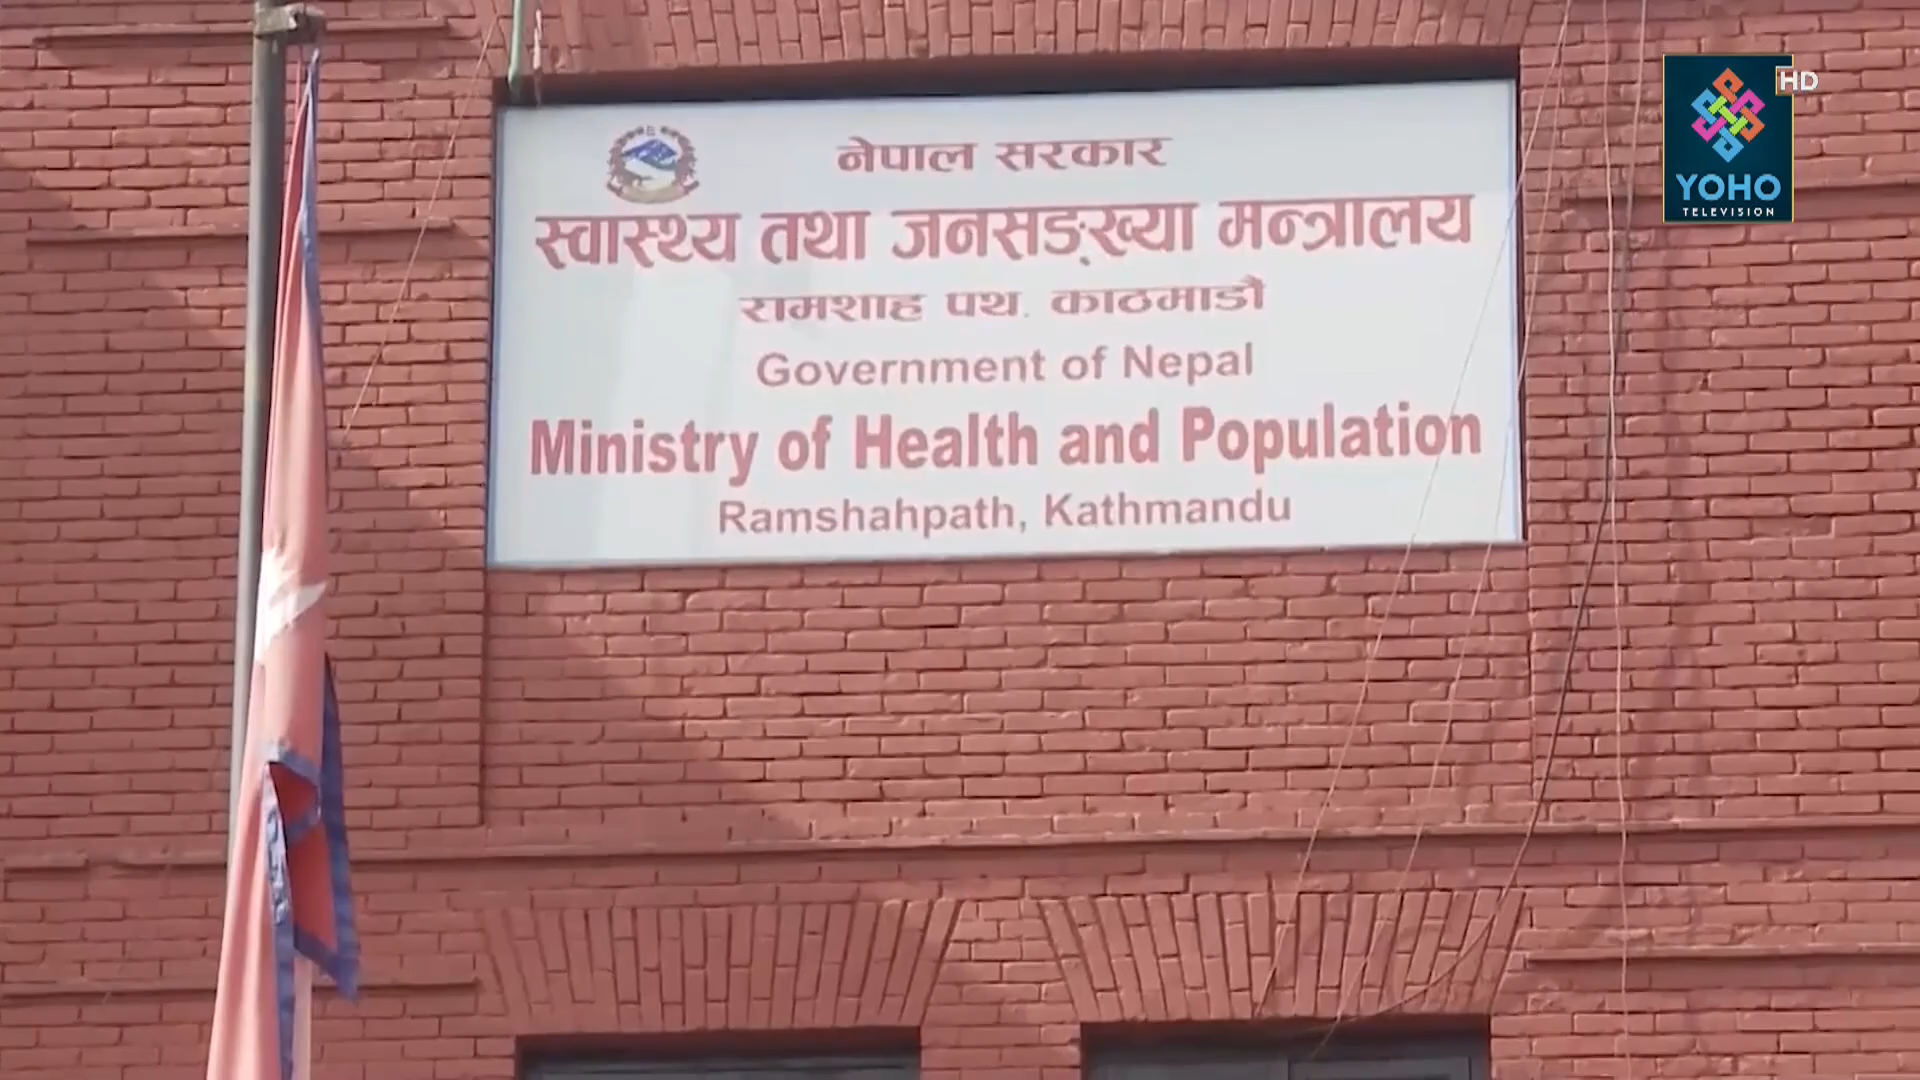 नेपाल सरकार
स्वास्थ्य तथा जनसङ्ख्या मन्त्रालय
रामशाह पथ, काठमाडौं
Government of Nepal
Ministry of Health and Population
Ramshahpath, Kathmandu
HD
YOHO
TELEVISION